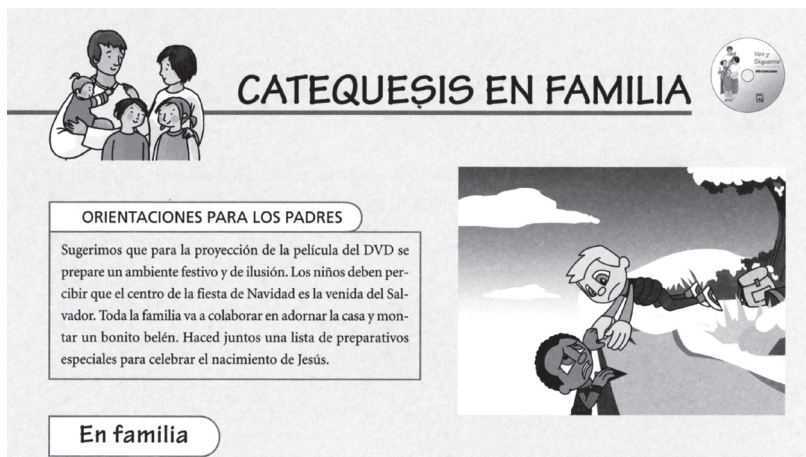 CATEQUESIS EN FAMILIA
Ven y
Sígueme
ORIENTACIONES PARA LOS PADRES
Sugerimos que para la proyección de la película del DVD se
prepare un ambiente festivo y de ilusión. Los niños deben per-
cibir que el centro de la fiesta de Navidad es la venida del Sal-
vador. Toda la familia va a colaborar en adornar la casa y mon-
tar un bonito belén. Haced juntos una lista de preparativos
especiales para celebrar el nacimiento de Jesús.
En familia